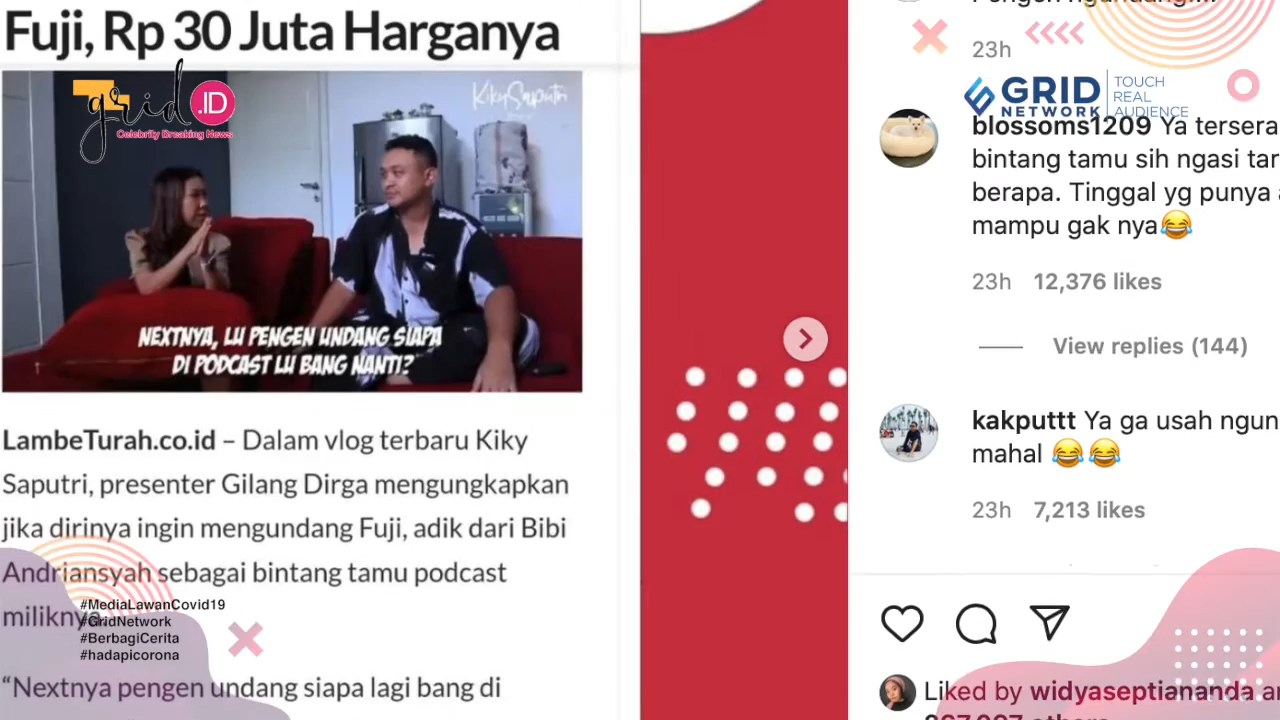 Fuji, Rp 30 Juta Harganya
grid
.ID
Celebrity Breaking News
Kiky Saputri
NEXTNYA, LU PENGEN UNDANG SIAPA
DI PODCAST LU BANG NANTI?
LambeTurah.co.id – Dalam vlog terbaru Kiky
Saputri, presenter Gilang Dirga mengungkapkan
jika dirinya ingin mengundang Fuji, adik dari Bibi
Andriansyah sebagai bintang tamu podcast
miliknya.
#MediaLawanCovid19
#GridNetwork
#BerbagiCerita
#hadapicorona
“Nextnya pengen undang siapa lagi bang di
23h
GRID
NETWORK
TOUCH
REAL
AUDIENCE
blossoms1209 Ya tersera
bintang tamu sih ngasi tar
berapa. Tinggal yg punya a
mampu gak nya😂
23h 12,376 likes
View replies (144)
kakputtt Ya ga usah ngun
mahal 😂😂
23h 7,213 likes
Liked by widyaseptiananda an